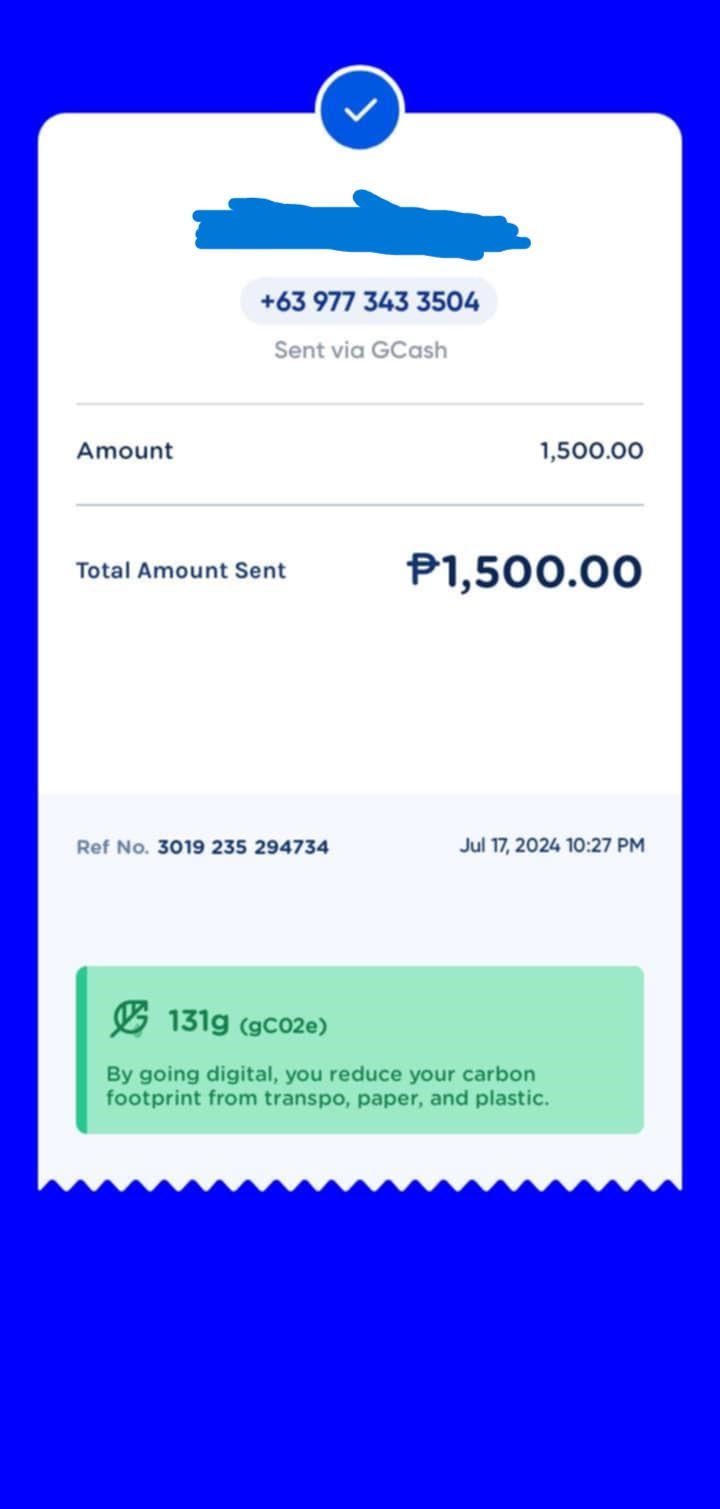 +63 977 343 3504
Sent via GCash
Amount 1,500.00
Total Amount Sent ₱1,500.00
Ref No. 3019 235 294734 Jul 17, 2024 10:27 PM
131g (gCO2e)
By going digital, you reduce your carbon
footprint from transpo, paper, and plastic.